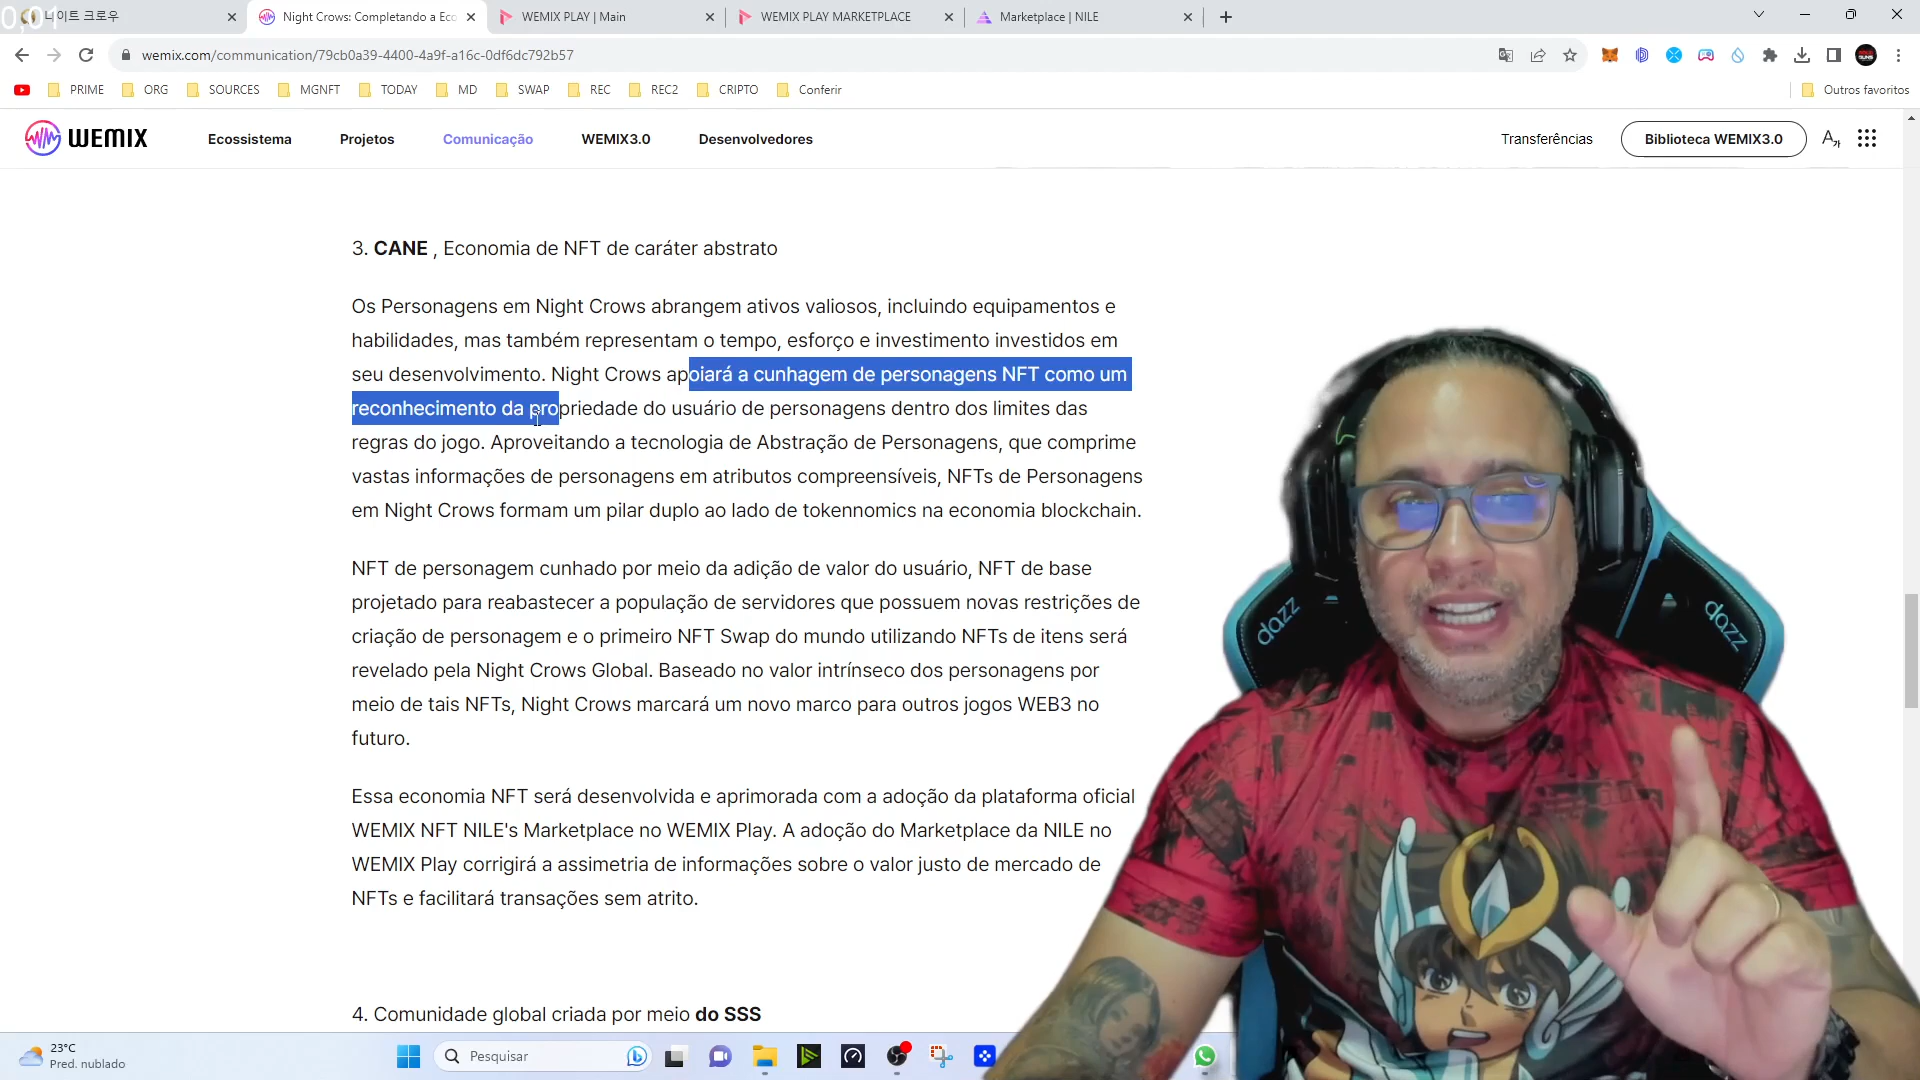 0,01
나이트 크로우
Night Crows: Completando a Eco
WEMIX PLAY | Main
WEMIX PLAY MARKETPLACE
Marketplace | NILE
wemix.com/communication/79cb0a39-4400-4a9f-a16c-0df6dc792b57
PRIME ORG SOURCES MGNFT TODAY MD SWAP REC REC2 CRIPTO Conferir Outros favoritos
WEMIX Ecossistema Projetos Comunicação WEMIX3.0 Desenvolvedores Transferências Biblioteca WEMIX3.0
3. CANE , Economia de NFT de caráter abstrato
Os Personagens em Night Crows abrangem ativos valiosos, incluindo equipamentos e
habilidades, mas também representam o tempo, esforço e investimento investidos em
seu desenvolvimento. Night Crows apoiará a cunhagem de personagens NFT como um
reconhecimento da propriedade do usuário de personagens dentro dos limites das
regras do jogo. Aproveitando a tecnologia de Abstração de Personagens, que comprime
vastas informações de personagens em atributos compreensíveis, NFTs de Personagens
em Night Crows formam um pilar duplo ao lado de tokennomics na economia blockchain.
NFT de personagem cunhado por meio da adição de valor do usuário, NFT de base
projetado para reabastecer a população de servidores que possuem novas restrições de
criação de personagem e o primeiro NFT Swap do mundo utilizando NFTs de itens será
revelado pela Night Crows Global. Baseado no valor intrínseco dos personagens por
meio de tais NFTs, Night Crows marcará um novo marco para outros jogos WEB3 no
futuro.
Essa economia NFT será desenvolvida e aprimorada com a adoção da plataforma oficial
WEMIX NFT NILE's Marketplace no WEMIX Play. A adoção do Marketplace da NILE no
WEMIX Play corrigirá a assimetria de informações sobre o valor justo de mercado de
NFTs e facilitará transações sem atrito.
4. Comunidade global criada por meio do SSS
dazz
dazz
23°C
Pred. nublado
Pesquisar